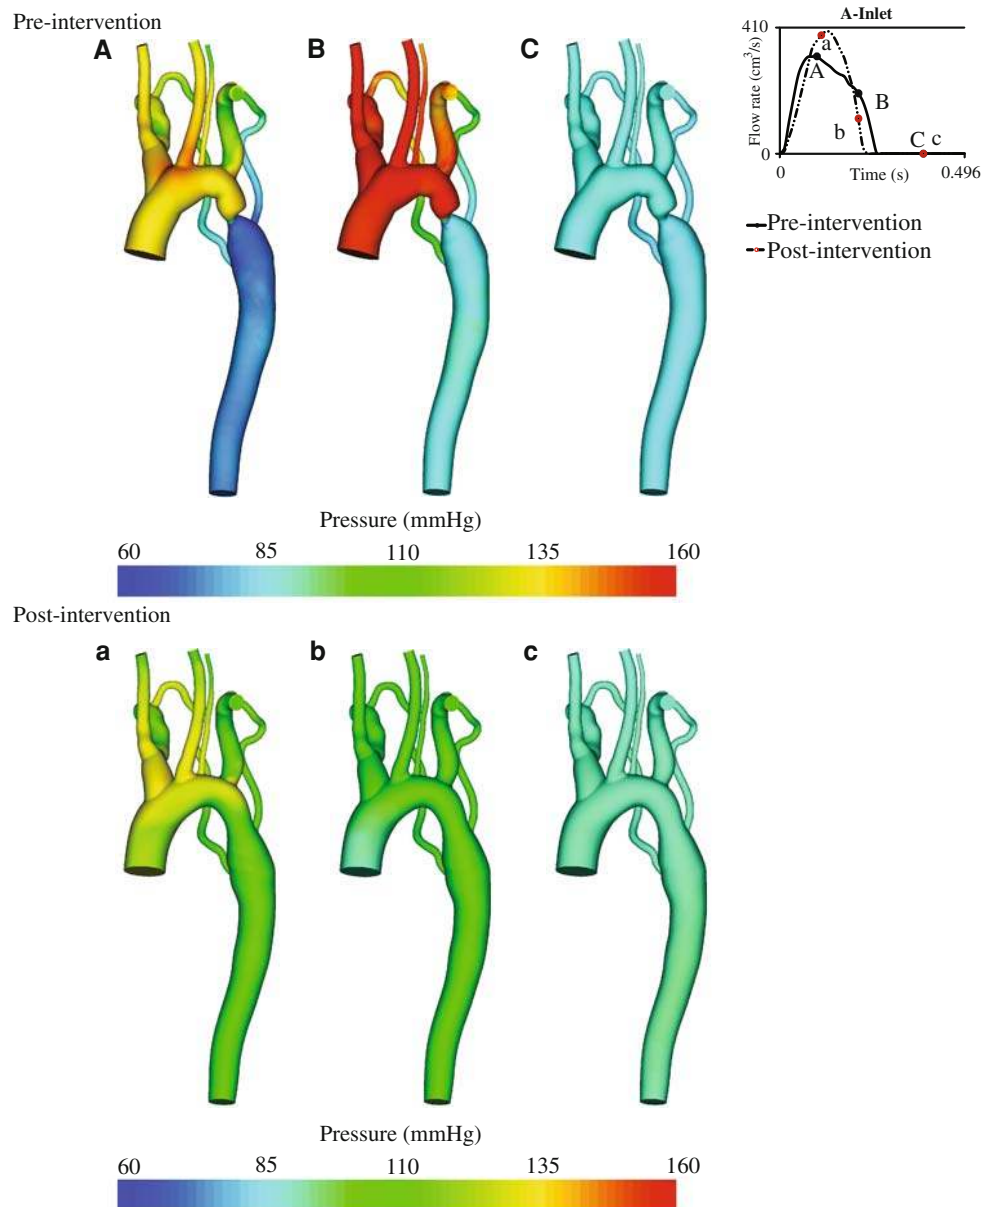 Pre-intervention
A
B
C
A-Inlet
410
Flow rate (cm³/s)
a
A
B
b
C c
0
0
Time (s)
0.496
Pre-intervention
Post-intervention
Pressure (mmHg)
60 85 110 135 160
Post-intervention
a
b
c
Pressure (mmHg)
60 85 110 135 160